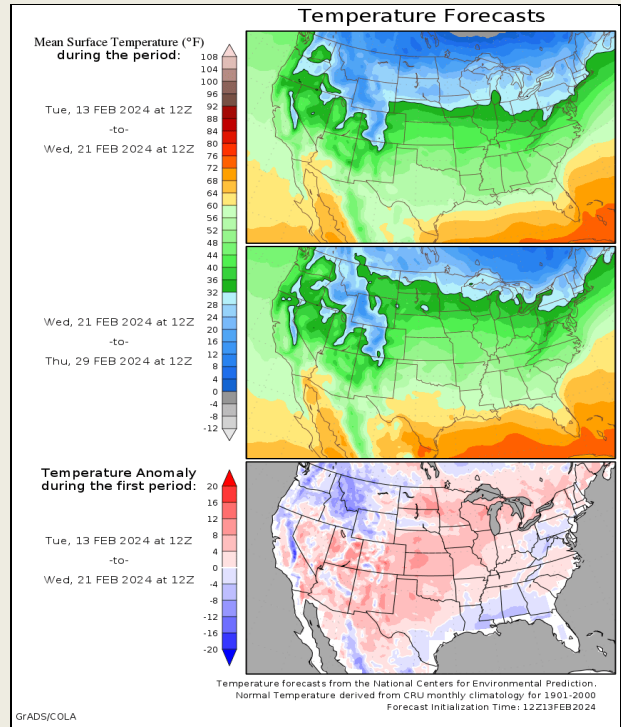 Temperature Forecasts
Mean Surface Temperature (°F)
during the period:
Tue, 13 FEB 2024 at 12Z
-to-
Wed, 21 FEB 2024 at 12Z
108
104
100
96
92
88
84
80
76
72
68
64
60
56
52
48
44
40
36
32
28
24
20
16
12
8
4
0
-4
-8
-12
Wed, 21 FEB 2024 at 12Z
-to-
Thu, 29 FEB 2024 at 12Z
Temperature Anomaly
during the first period:
Tue, 13 FEB 2024 at 12Z
-to-
Wed, 21 FEB 2024 at 12Z
20
16
12
8
4
0
-4
-8
-12
-16
-20
Temperature forecasts from the National Centers for Environmental Prediction.
Normal Temperature derived from CRU monthly climatology for 1901-2000
Forecast Initialization Time: 12Z13FEB2024
GrADS/COLA